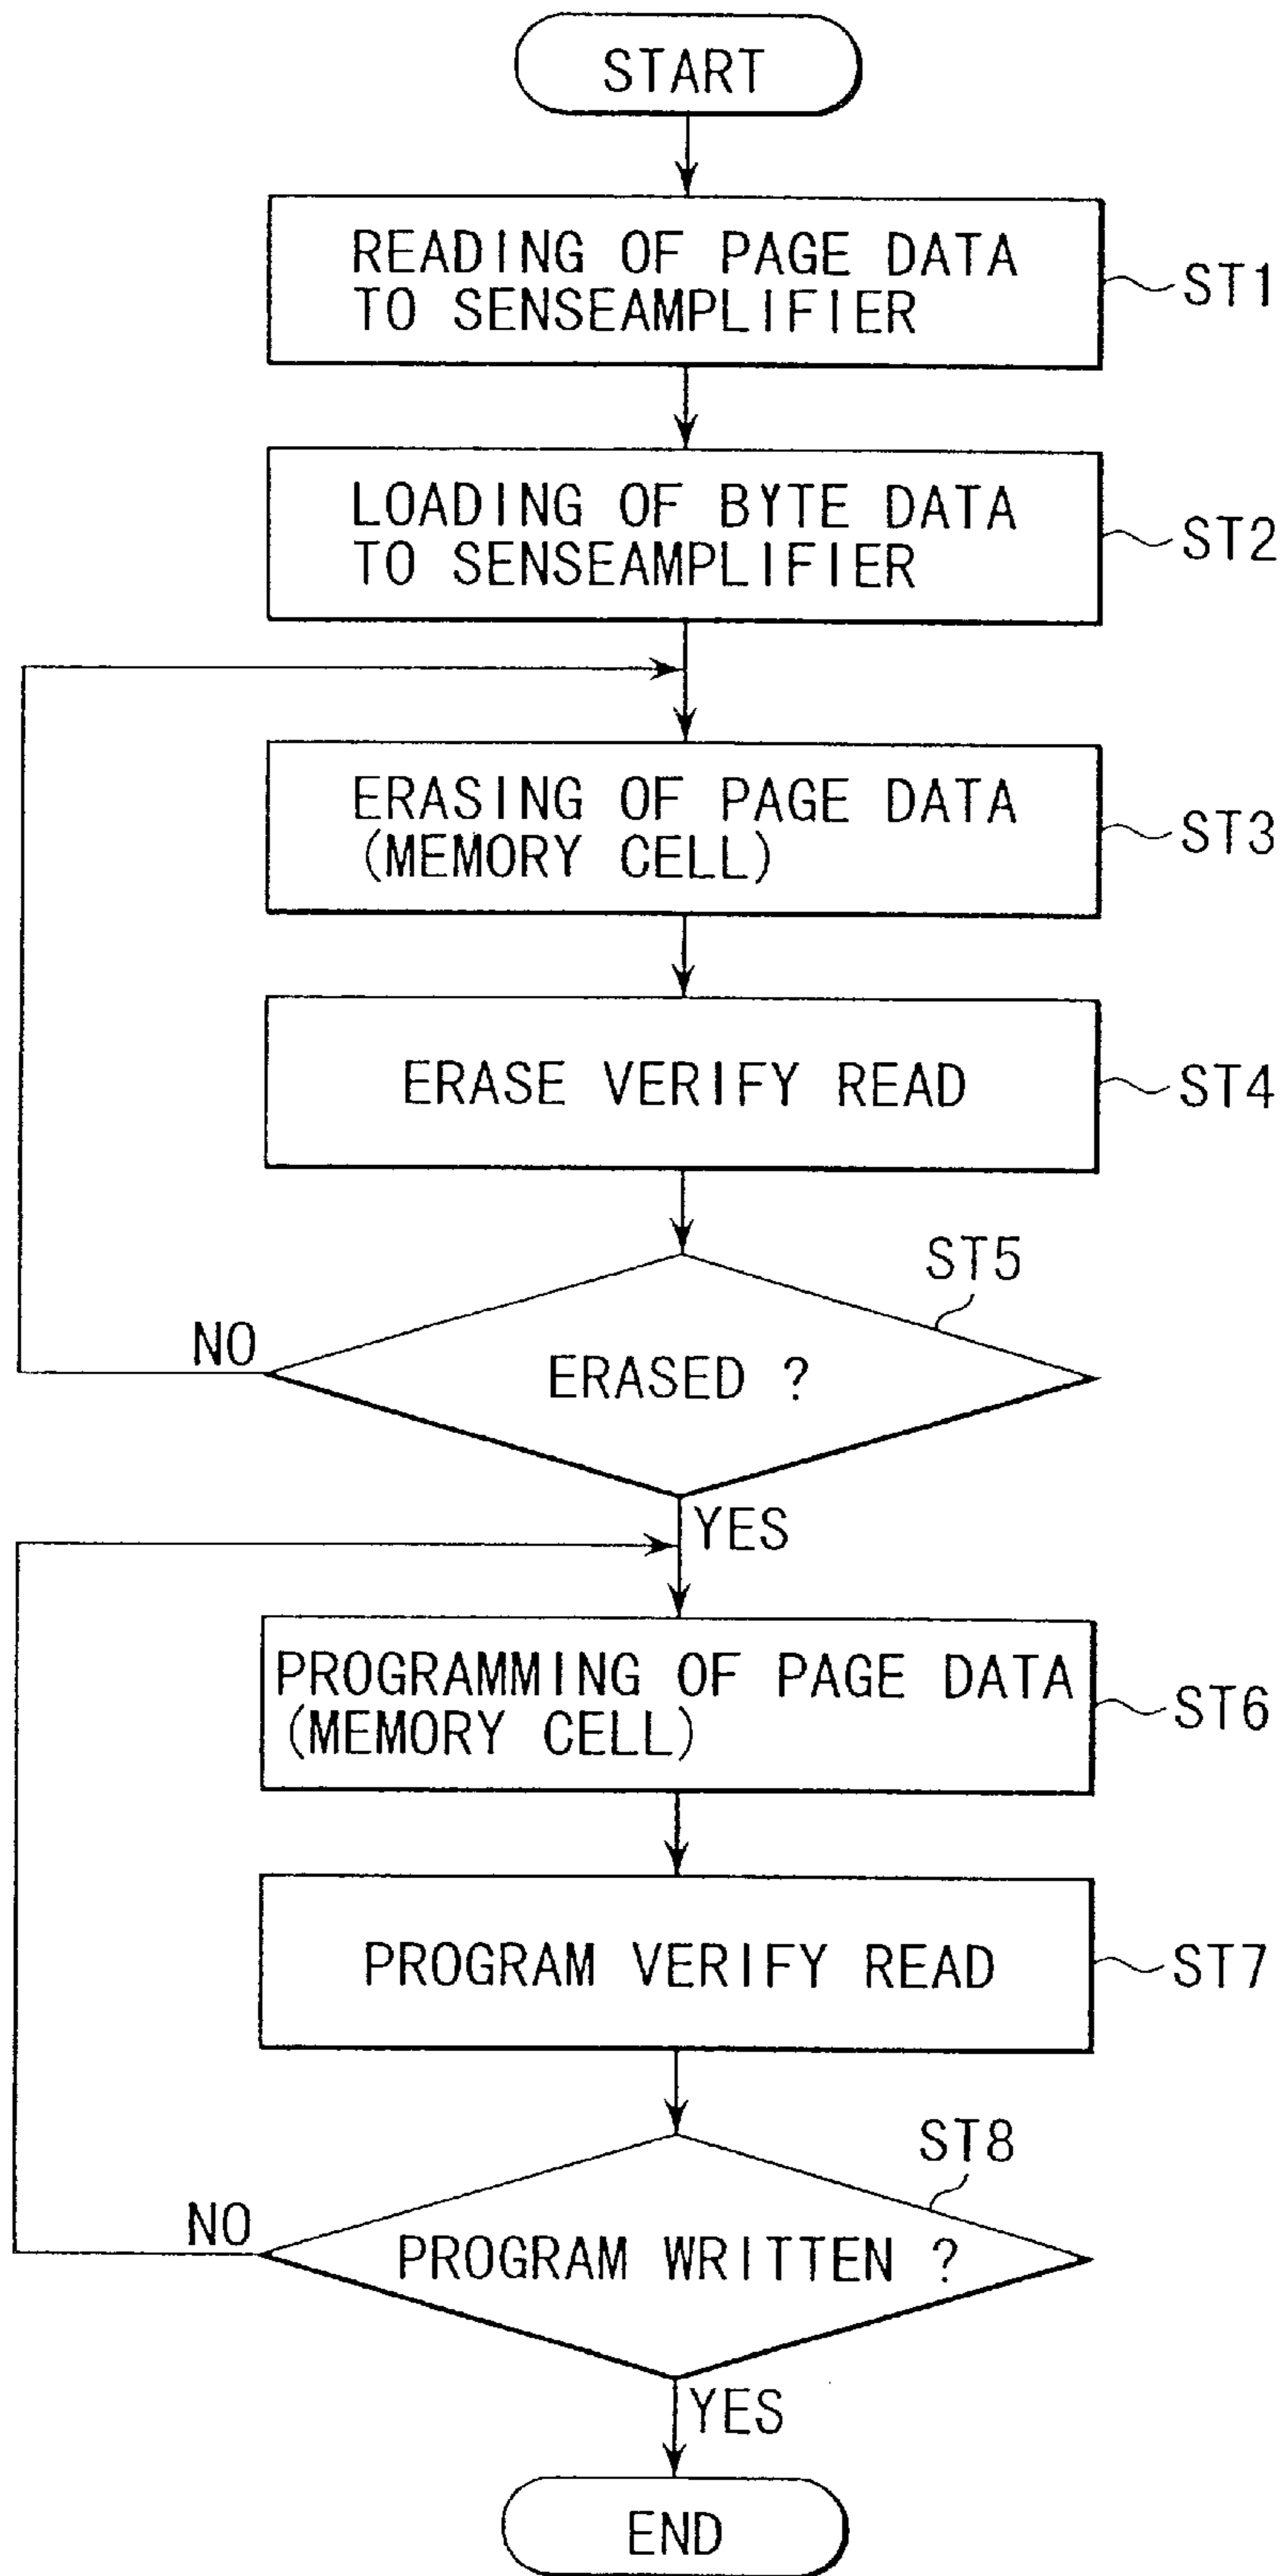 START
READING OF PAGE DATA
TO SENSEAMPLIFIER
ST1
LOADING OF BYTE DATA
TO SENSEAMPLIFIER
ST2
ERASING OF PAGE DATA
(MEMORY CELL)
ST3
ERASE VERIFY READ
ST4
ST5
NO
ERASED ?
YES
PROGRAMMING OF PAGE DATA
(MEMORY CELL)
ST6
PROGRAM VERIFY READ
ST7
ST8
NO
PROGRAM WRITTEN ?
YES
END